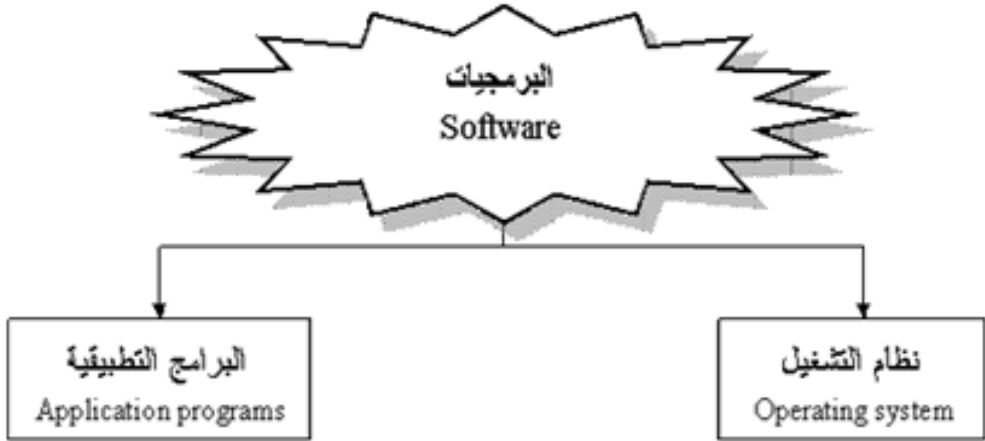 البرمجيات
Software
نظام التشغيل
Operating system
البرامج التطبيقية
Application programs